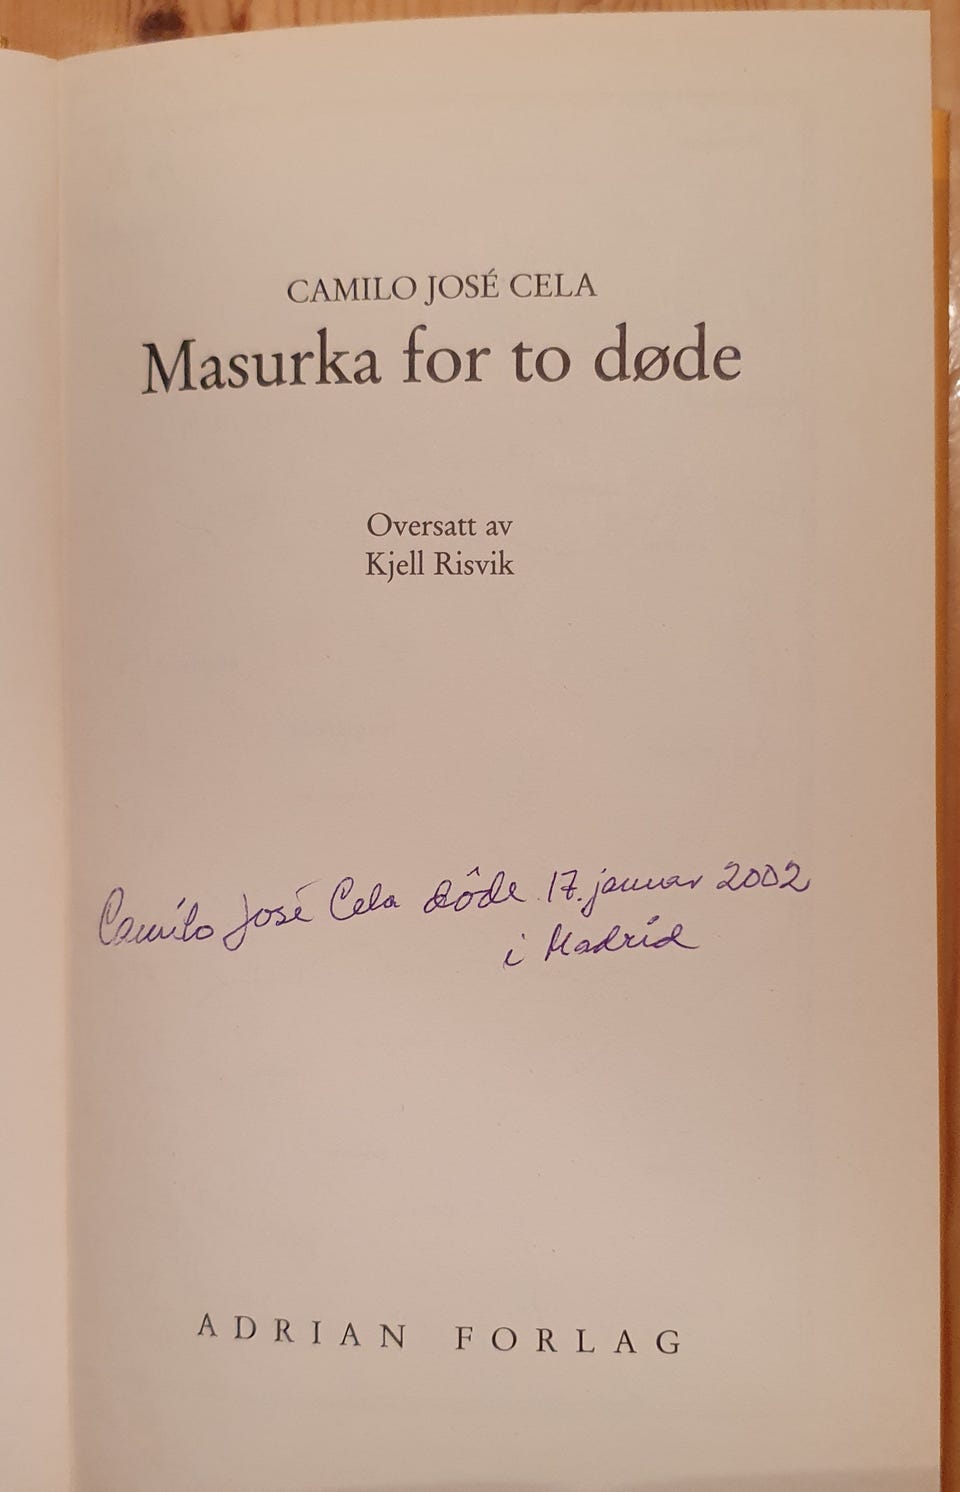 CAMILO JOSÉ CELA
Masurka for to døde
Oversatt av
Kjell Risvik
Camilo José Cela dôde 17. januar 2002
i Madrid
ADRIAN FORLAG